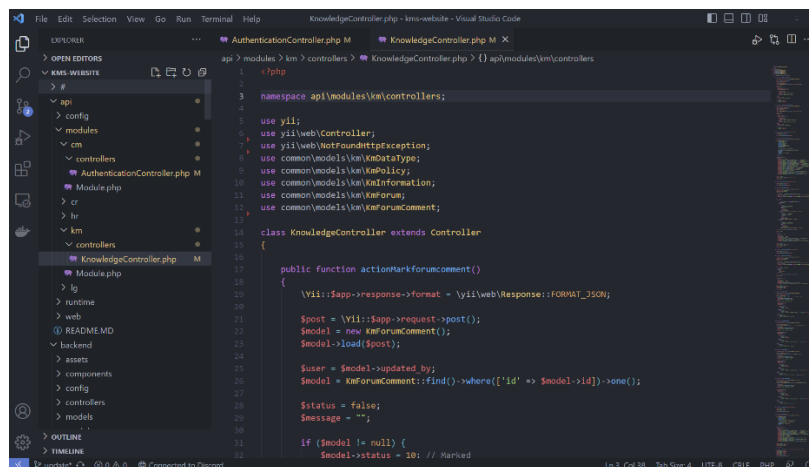 File Edit Selection View Go Run Terminal Help
KnowledgeController.php - kms-website - Visual Studio Code
EXPLORER
OPEN EDITORS
KMS-WEBSITE
#
api
config
modules
cm
controllers
AuthenticationController.php M
Module.php
cr
hr
km
controllers
KnowledgeController.php M
Module.php
lg
runtime
web
README.MD
backend
assets
components
config
controllers
models
OUTLINE
TIMELINE
AuthenticationController.php M
KnowledgeController.php M
api > modules > km > controllers > KnowledgeController.php > {} api\modules\km\controllers
1 <?php
2
3 namespace api\modules\km\controllers;
4
5 use yii;
6 use yii\web\Controller;
7 use yii\web\NotFoundHttpException;
8 use common\models\km\KmDataType;
9 use common\models\km\KmPolicy;
10 use common\models\km\KmInformation;
11 use common\models\km\KmForum;
12 use common\models\km\KmForumComment;
13
14 class KnowledgeController extends Controller
15 {
16
17 public function actionMarkforumcomment()
18 {
19 \Yii::$app->response->format = \yii\web\Response::FORMAT_JSON;
20
21 $post = \Yii::$app->request->post();
22 $model = new KmForumComment();
23 $model->load($post);
24
25 $user = $model->updated_by;
26 $model = KmForumComment::find()->where(['id' => $model->id])->one();
27
28 $status = false;
29 $message = "";
30
31 if ($model != null) {
32 $model->status = 10; // Marked
update* 0 0 Connected to Discord
Ln 3, Col 38 Tab Size: 4 UTF-8 CRLF PHP